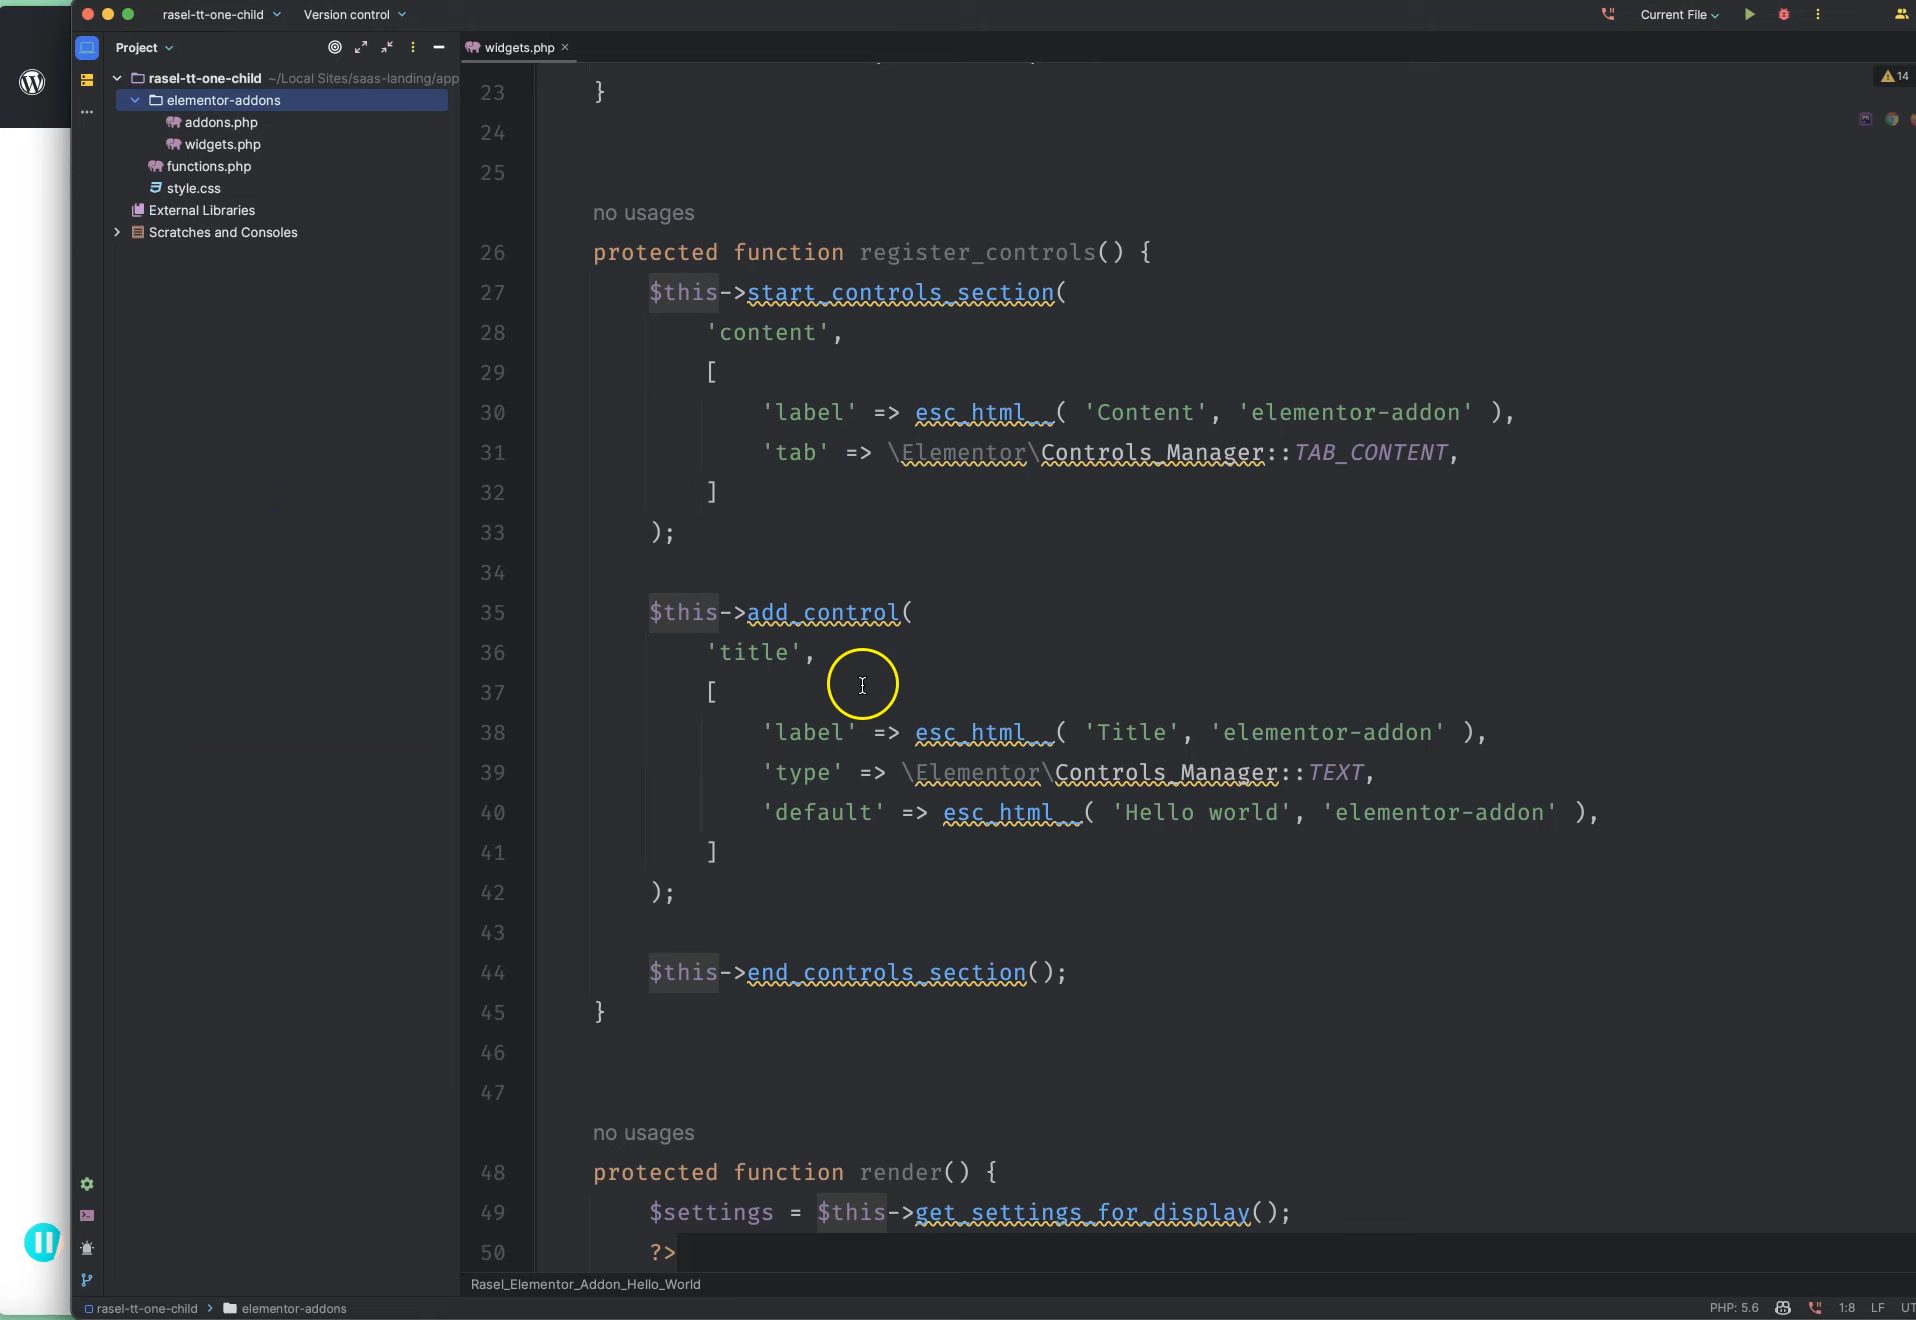 rasel-tt-one-child
Version control
Current File
Project
widgets.php
rasel-tt-one-child ~/Local Sites/saas-landing/app
elementor-addons
addons.php
widgets.php
functions.php
style.css
External Libraries
Scratches and Consoles
14
23 }
24
25
no usages
26 protected function register_controls() {
27 $this->start_controls_section(
28 'content',
29 [
30 'label' => esc_html__( 'Content', 'elementor-addon' ),
31 'tab' => \Elementor\Controls_Manager::TAB_CONTENT,
32 ]
33 );
34
35 $this->add_control(
36 'title',
37 [
38 'label' => esc_html__( 'Title', 'elementor-addon' ),
39 'type' => \Elementor\Controls_Manager::TEXT,
40 'default' => esc_html__( 'Hello world', 'elementor-addon' ),
41 ]
42 );
43
44 $this->end_controls_section();
45 }
46
47
no usages
48 protected function render() {
49 $settings = $this->get_settings_for_display();
50 ?>
Rasel_Elementor_Addon_Hello_World
rasel-tt-one-child > elementor-addons
PHP: 5.6 1:8 LF UT